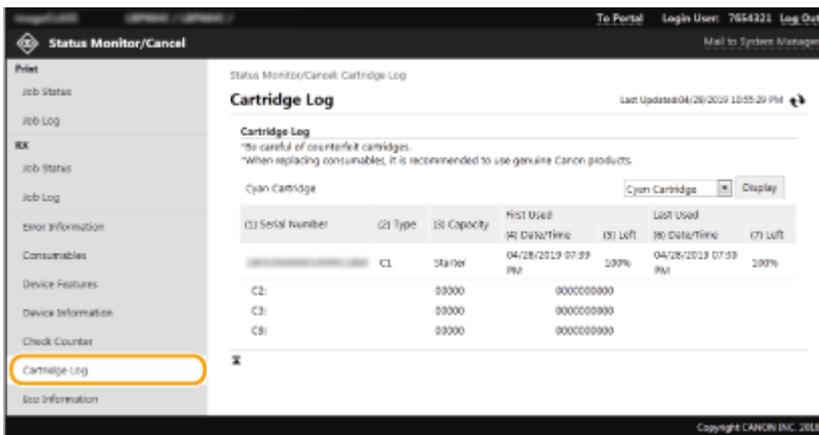 To Portal Login User: 7654321 Log Out
Status Monitor/Cancel
Mail to System Manager
Print
Job Status
Job Log
RX
Job Status
Job Log
Error Information
Consumables
Device Features
Device Information
Check Counter
Cartridge Log
Eco Information
Status Monitor/Cancel: Cartridge Log
Cartridge Log
Last Updated:04/28/2019 10:55:29 PM
Cartridge Log
*Be careful of counterfeit cartridges.
*When replacing consumables, it is recommended to use genuine Canon products.
Cyan Cartridge
Cyan Cartridge Display
(1) Serial Number (2) Type (3) Capacity First Used Last Used
(4) Date/Time (5) Left (6) Date/Time (7) Left
C1 Starter 04/28/2019 07:39 PM 100% 04/28/2019 07:39 PM 100%
C2: 00000 0000000000
C3: 00000 0000000000
C9: 00000 0000000000
Copyright CANON INC. 2018